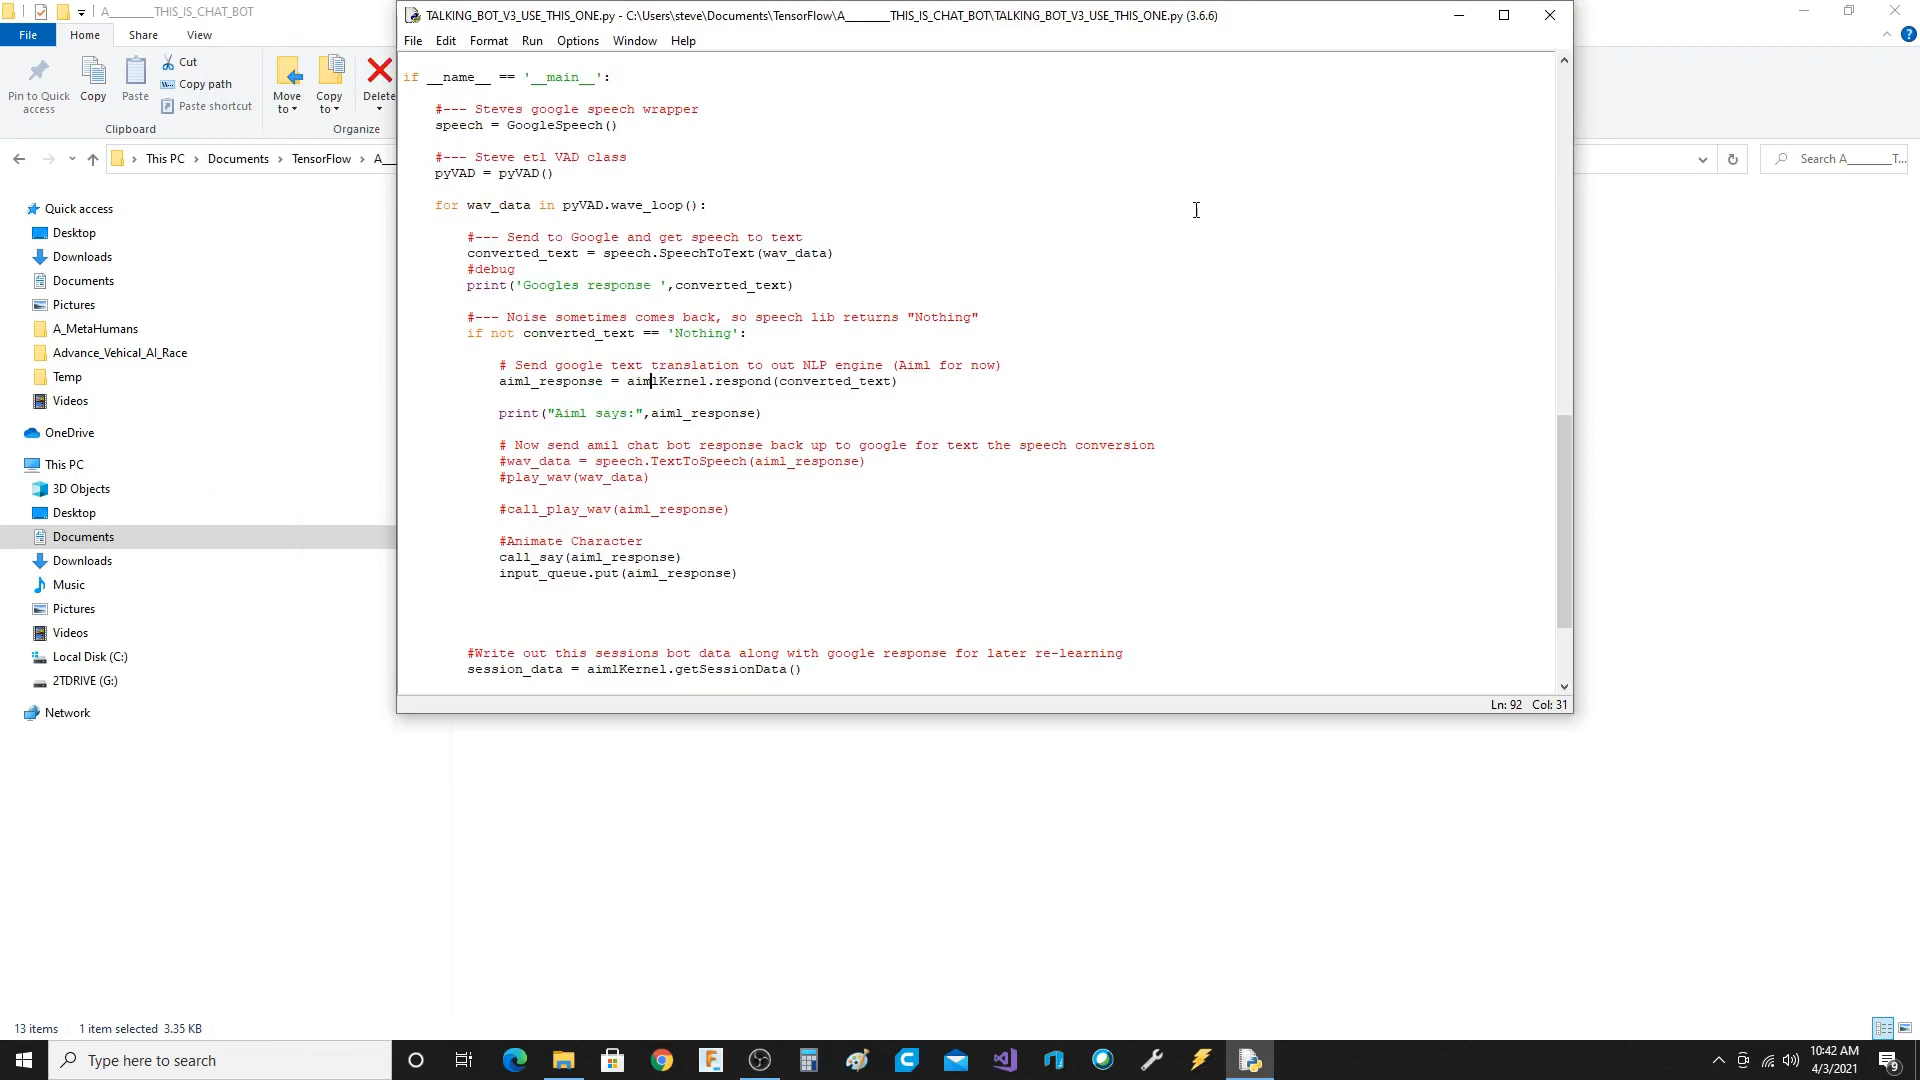 A_______THIS_IS_CHAT_BOT
File Home Share View
Pin to Quick access
Copy
Paste
Cut
Copy path
Paste shortcut
Clipboard
Move to
Copy to
Delete
Organize
This PC Documents TensorFlow A__
Search A_______T...
Quick access
Desktop
Downloads
Documents
Pictures
A_MetaHumans
Advance_Vehical_AI_Race
Temp
Videos
OneDrive
This PC
3D Objects
Desktop
Documents
Downloads
Music
Pictures
Videos
Local Disk (C:)
2TDRIVE (G:)
Network
13 items 1 item selected 3.35 KB
TALKING_BOT_V3_USE_THIS_ONE.py - C:\Users\steve\Documents\TensorFlow\A_______THIS_IS_CHAT_BOT\TALKING_BOT_V3_USE_THIS_ONE.py (3.6.6)
File Edit Format Run Options Window Help
if __name__ == '__main__':
#--- Steves google speech wrapper
speech = GoogleSpeech()
#--- Steve etl VAD class
pyVAD = pyVAD()
for wav_data in pyVAD.wave_loop():
#--- Send to Google and get speech to text
converted_text = speech.SpeechToText(wav_data)
#debug
print('Googles response ',converted_text)
#--- Noise sometimes comes back, so speech lib returns "Nothing"
if not converted_text == 'Nothing':
# Send google text translation to out NLP engine (Aiml for now)
aiml_response = aimlKernel.respond(converted_text)
print("Aiml says:",aiml_response)
# Now send amil chat bot response back up to google for text the speech conversion
#wav_data = speech.TextToSpeech(aiml_response)
#play_wav(wav_data)
#call_play_wav(aiml_response)
#Animate Character
call_say(aiml_response)
input_queue.put(aiml_response)
#Write out this sessions bot data along with google response for later re-learning
session_data = aimlKernel.getSessionData()
Ln: 92 Col: 31
Type here to search
10:42 AM
4/3/2021
9